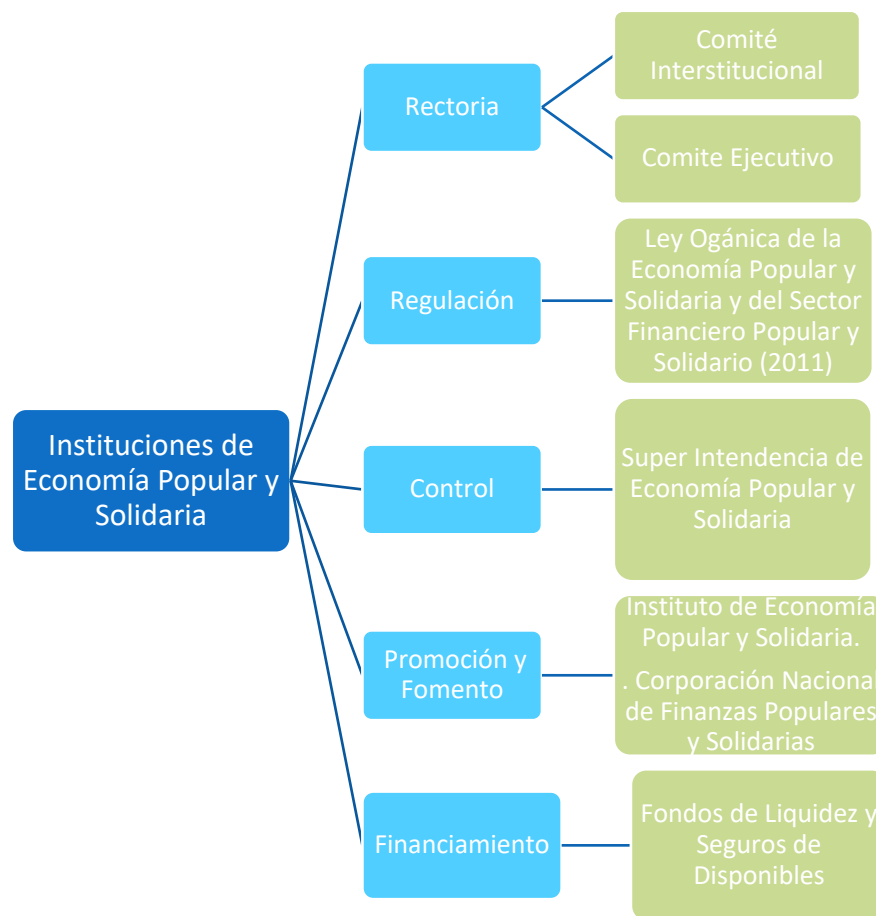 Instituciones de
Economía Popular y
Solidaria
Rectoria
Comité
Interstitucional
Comite Ejecutivo
Regulación
Ley Ogánica de la
Economía Popular y
Solidaria y del Sector
Financiero Popular y
Solidario (2011)
Control
Super Intendencia de
Economía Popular y
Solidaria
Promoción y
Fomento
Instituto de Economía
Popular y Solidaria.
. Corporación Nacional
de Finanzas Populares
y Solidarias
Financiamiento
Fondos de Liquidez y
Seguros de
Disponibles